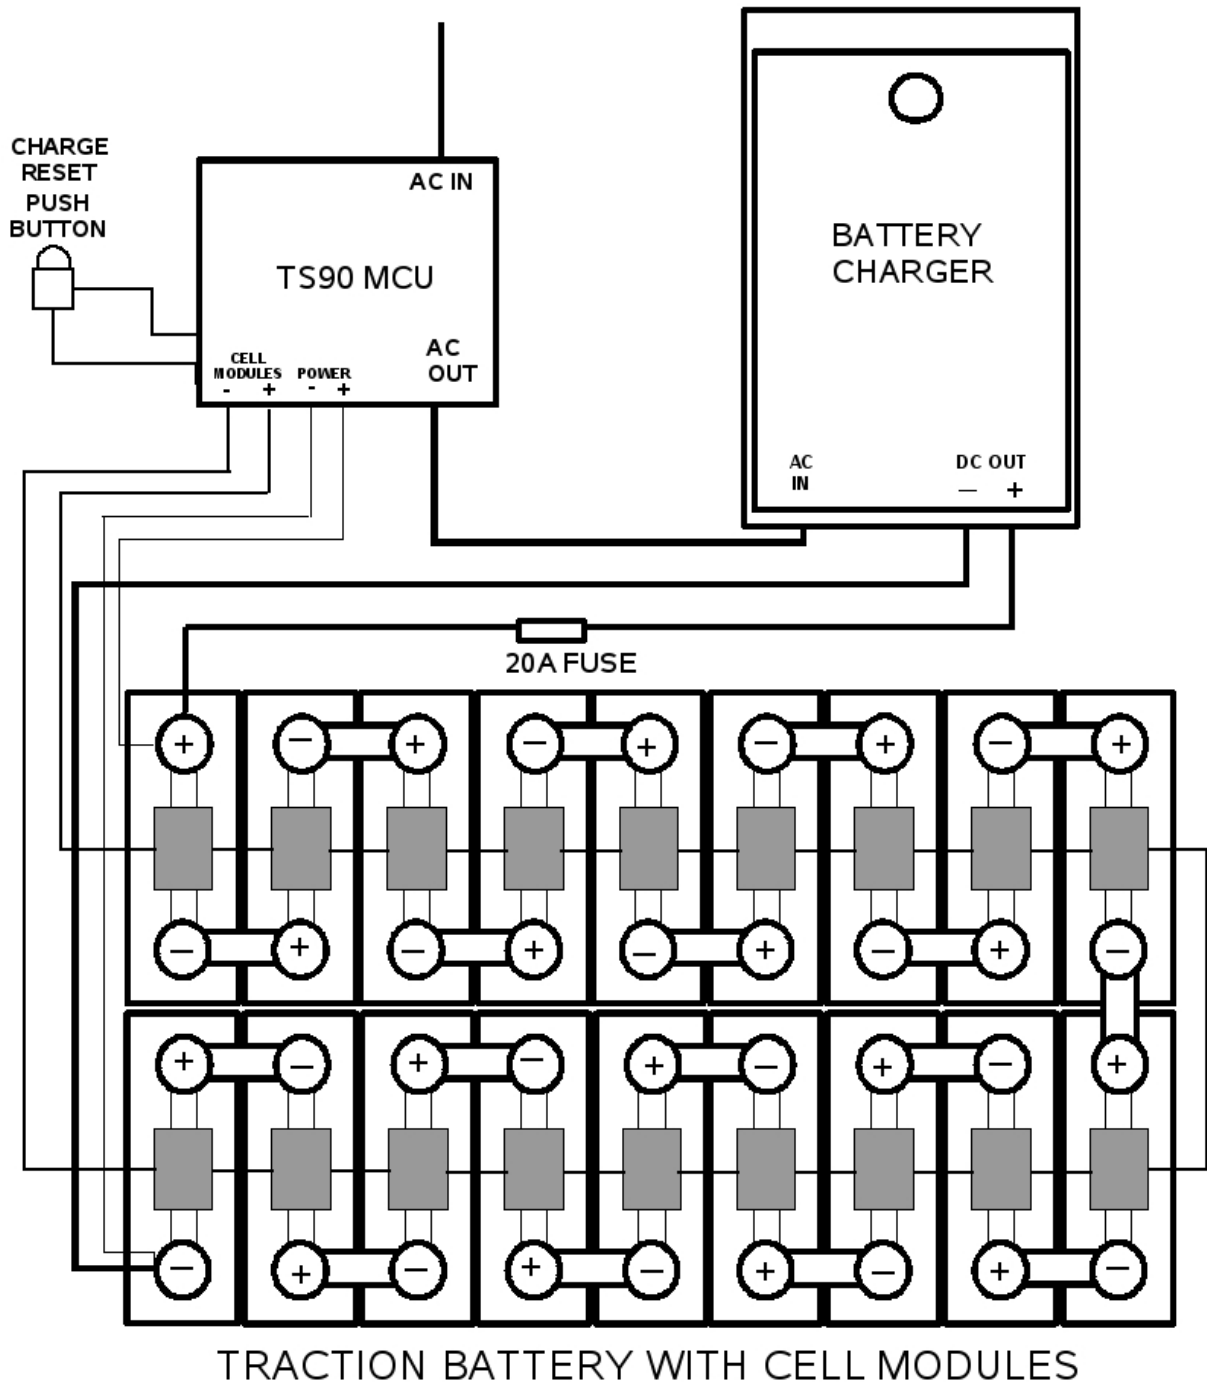 CHARGE
RESET
PUSH
BUTTON
AC IN
TS90 MCU
AC
OUT
CELL
MODULES
- +
POWER
- +
BATTERY
CHARGER
AC
IN
DC OUT
— +
20A FUSE
+ — + — + — + — +
— + — + — + — + —
+ — + — + — + — +
— + — + — + — + —
TRACTION BATTERY WITH CELL MODULES